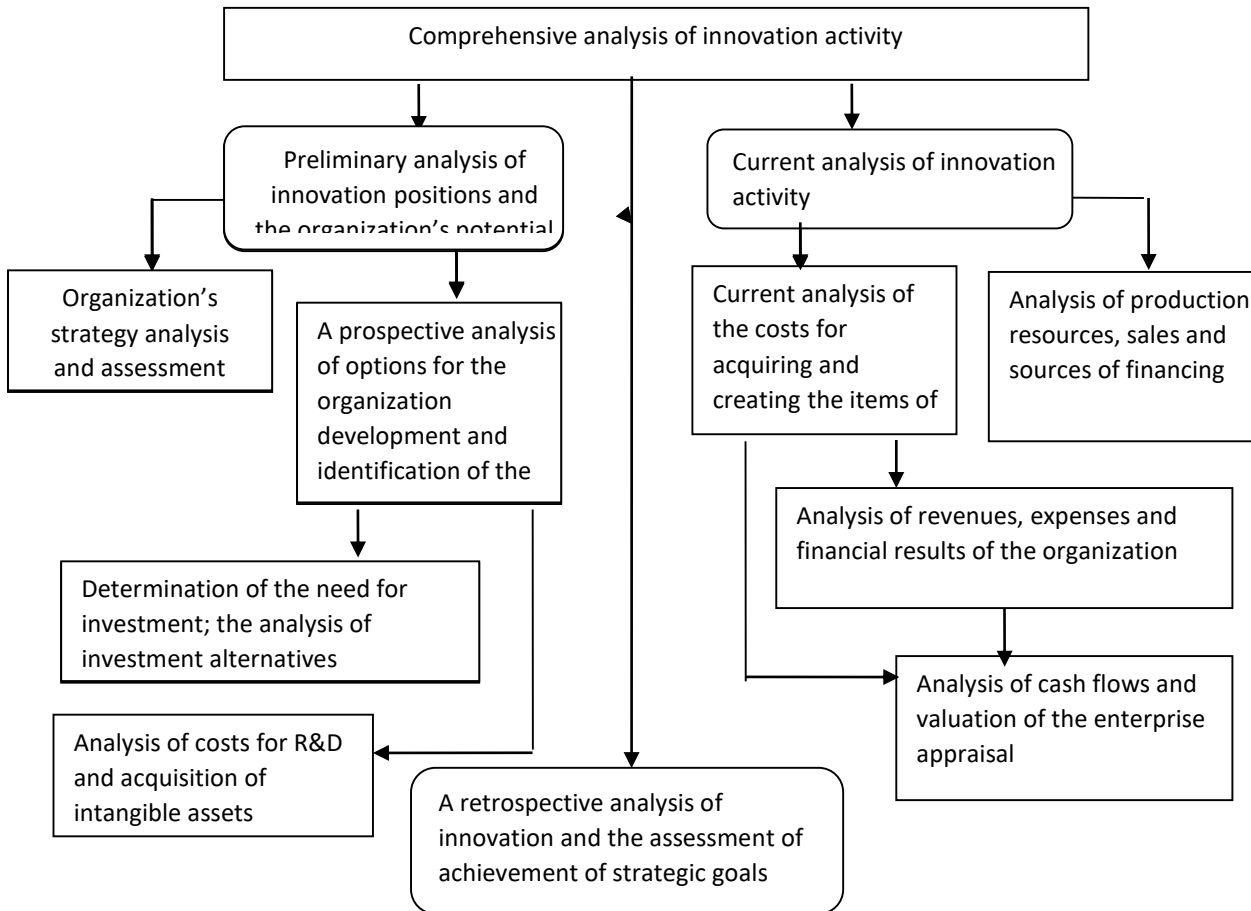 Comprehensive analysis of innovation activity
Preliminary analysis of
innovation positions and
the organization’s potential
Current analysis of innovation
activity
Organization’s
strategy analysis
and assessment
A prospective analysis
of options for the
organization
development and
identification of the
Current analysis of
the costs for
acquiring and
creating the items of
Analysis of production
resources, sales and
sources of financing
Analysis of revenues, expenses and
financial results of the organization
Determination of the need for
investment; the analysis of
investment alternatives
Analysis of cash flows and
valuation of the enterprise
appraisal
Analysis of costs for R&D
and acquisition of
intangible assets
A retrospective analysis of
innovation and the assessment of
achievement of strategic goals